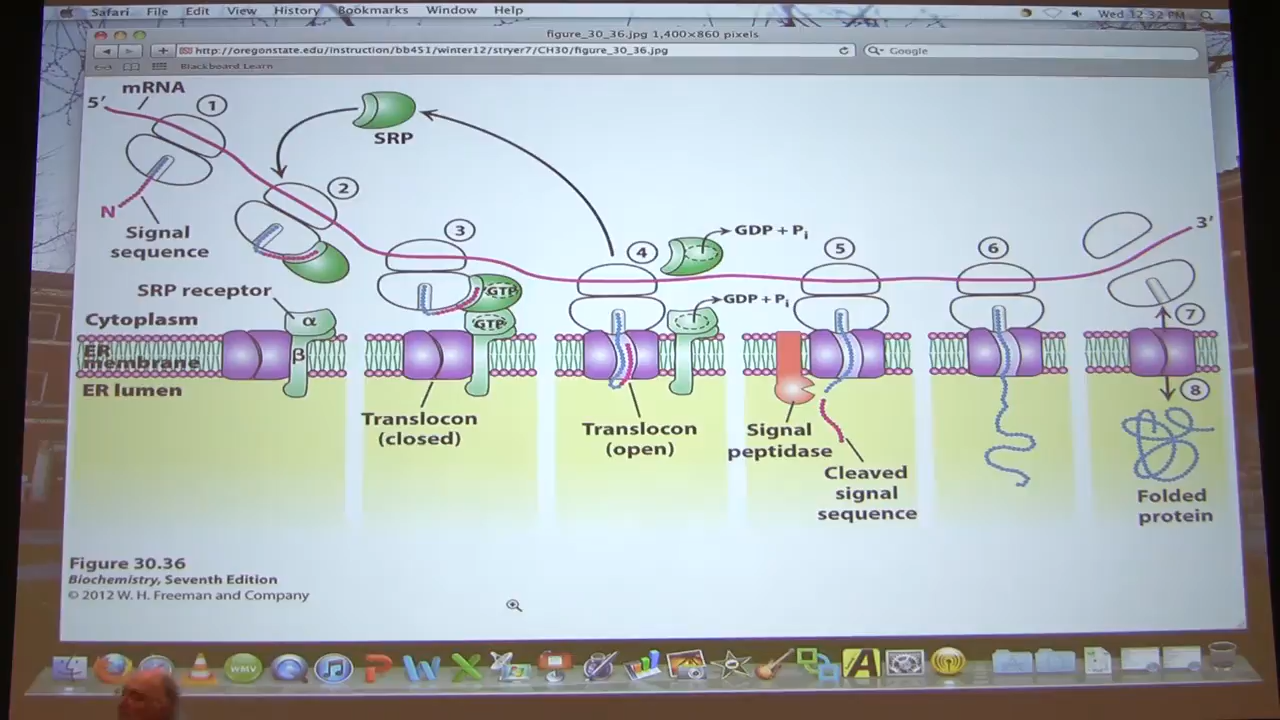 Safari File Edit View History Bookmarks Window Help Wed 12:32 PM
figure_30_36.jpg 1,400×860 pixels
http://oregonstate.edu/instruction/bb451/winter12/stryer7/CH30/figure_30_36.jpg Google
Blackboard Learn
mRNA
5′
1
SRP
2
N
Signal
sequence
3
4
GDP + Pi
5
6
3′
SRP receptor
α
GTP
GTP
GDP + Pi
7
Cytoplasm
ER
membrane
β
ER lumen
8
Translocon
(closed)
Translocon
(open)
Signal
peptidase
Cleaved
signal
sequence
Folded
protein
Figure 30.36
Biochemistry, Seventh Edition
© 2012 W. H. Freeman and Company
WMV